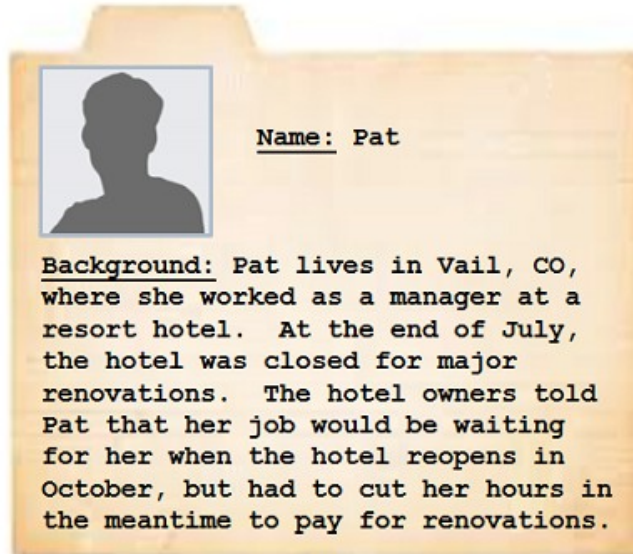 Name: Pat
Background: Pat lives in Vail, CO,
where she worked as a manager at a
resort hotel.  At the end of July,
the hotel was closed for major
renovations.  The hotel owners told
Pat that her job would be waiting
for her when the hotel reopens in
October, but had to cut her hours in
the meantime to pay for renovations.